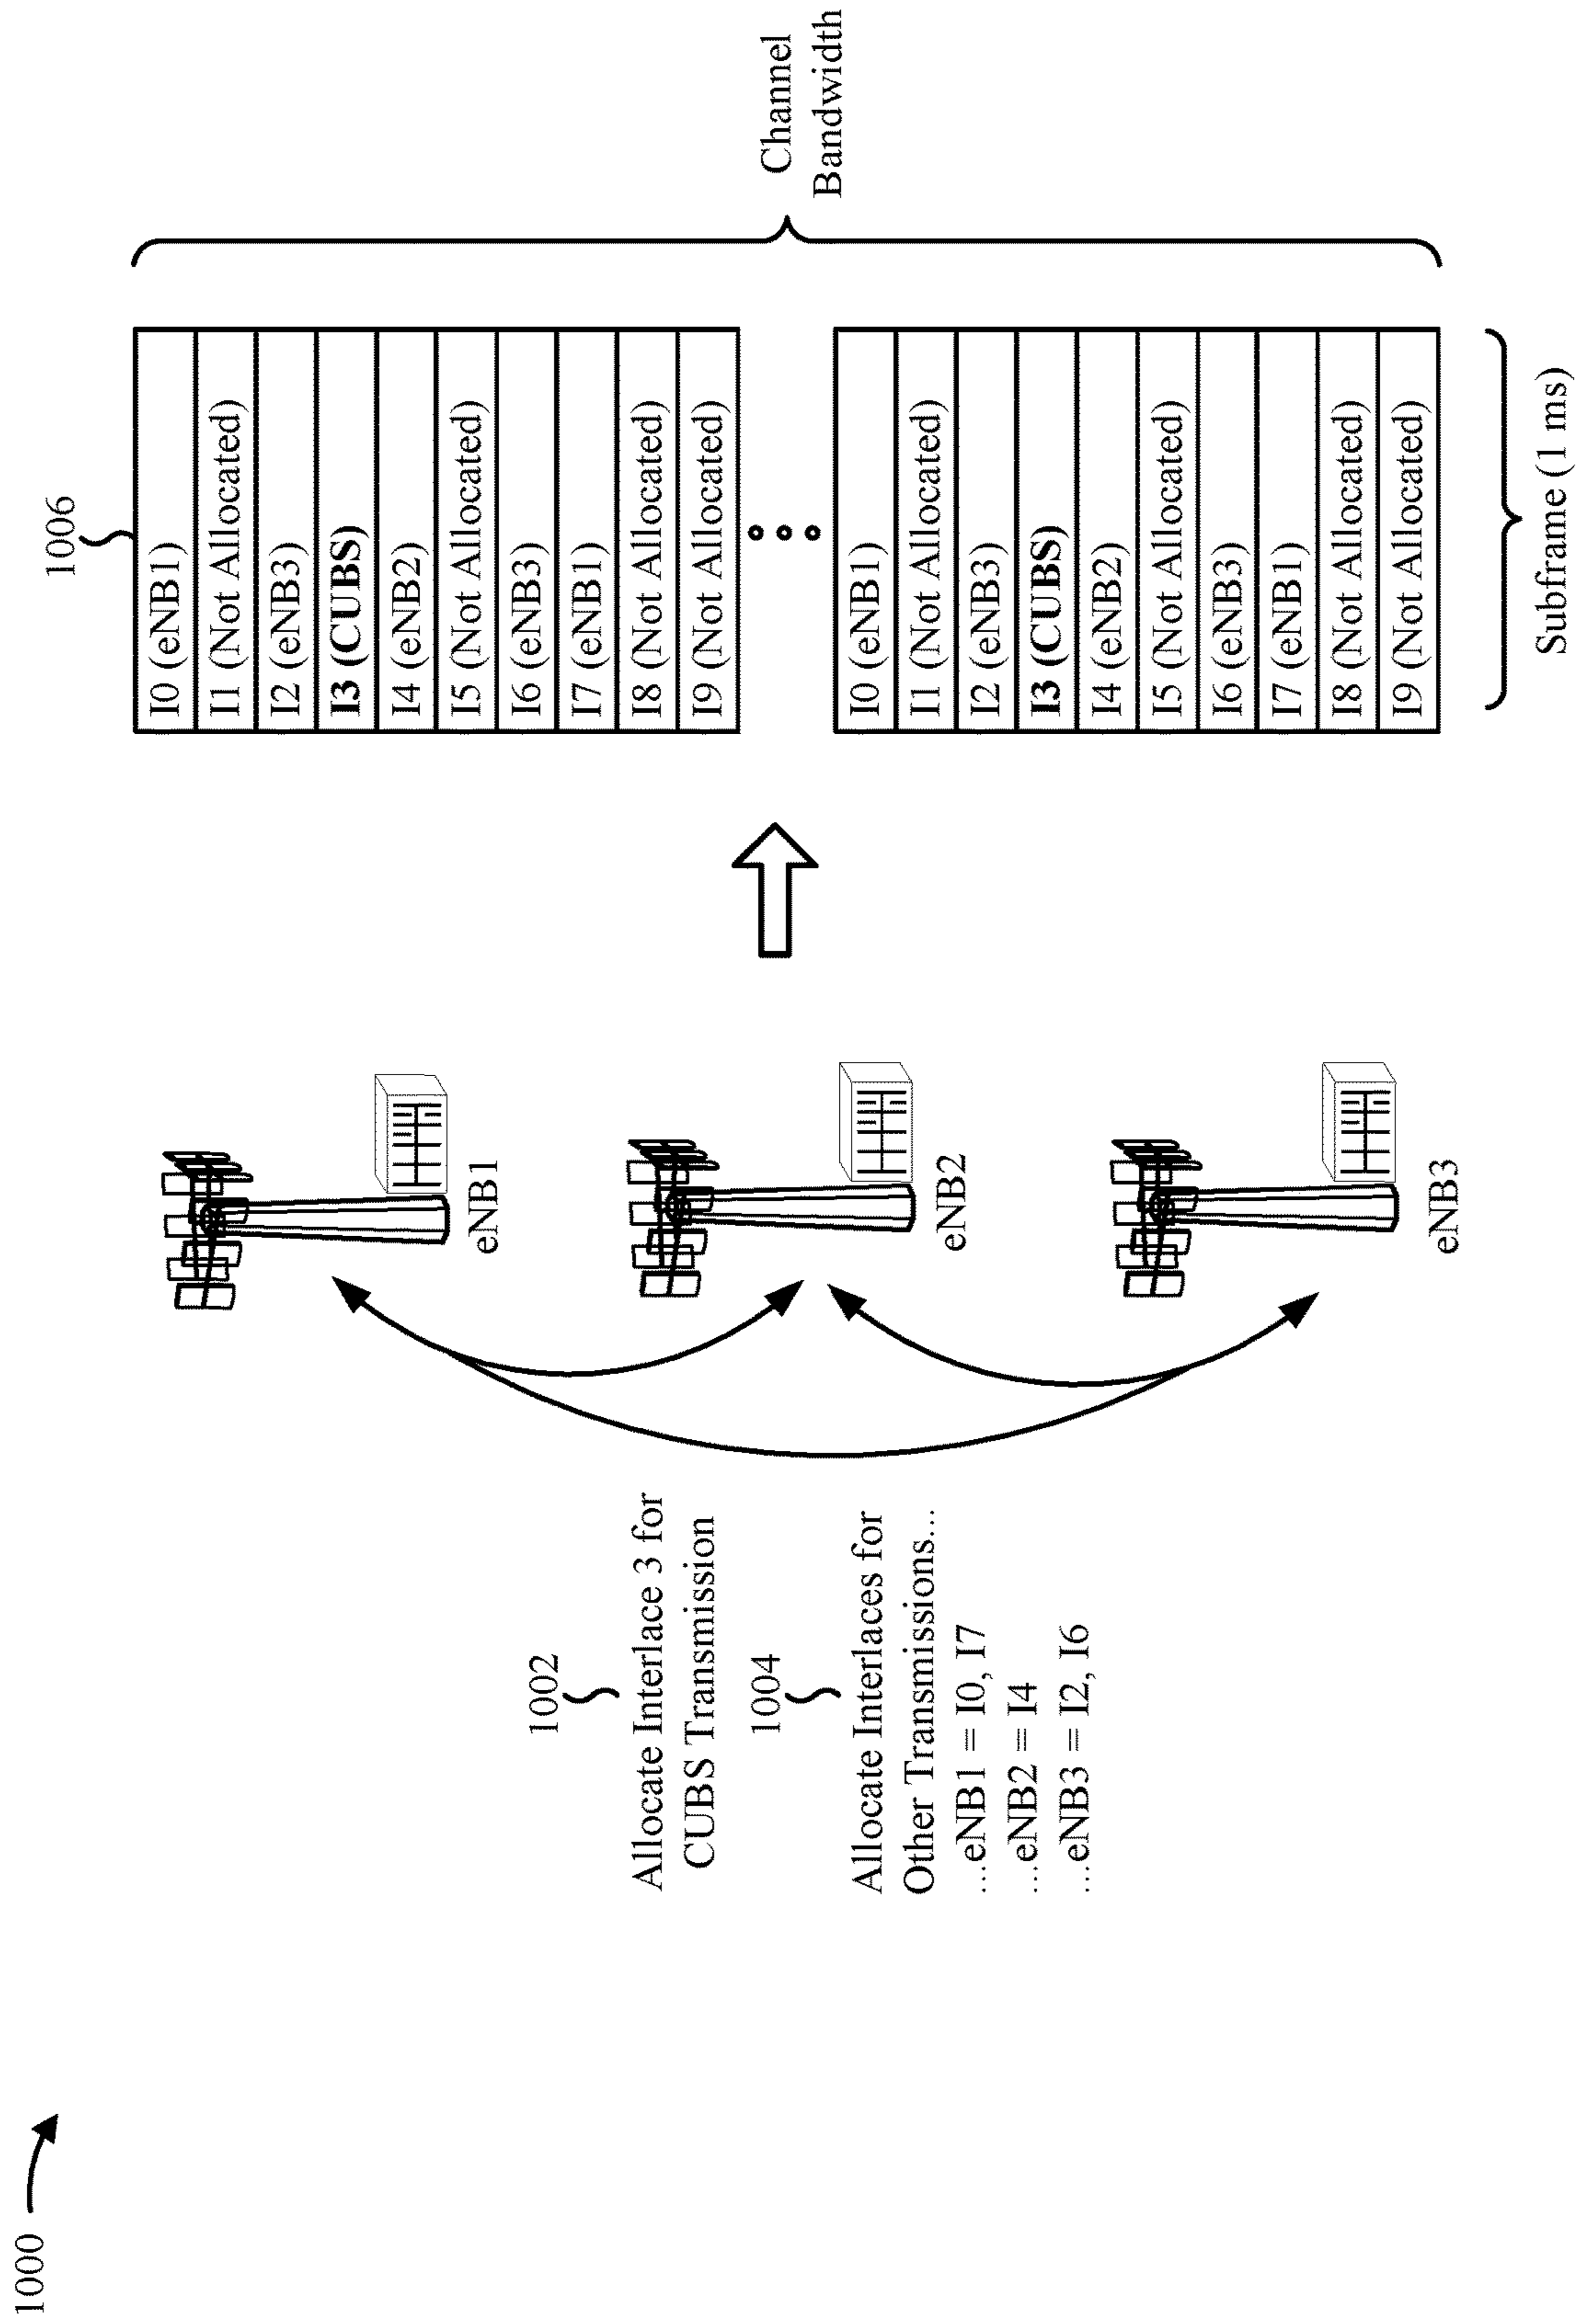 1000
1002
Allocate Interlace 3 for
CUBS Transmission
1004
Allocate Interlaces for
Other Transmissions...
...eNB1 = I0, I7
...eNB2 = I4
...eNB3 = I2, I6
eNB1
eNB2
eNB3
1006
I0 (eNB1)
I1 (Not Allocated)
I2 (eNB3)
I3 (CUBS)
I4 (eNB2)
I5 (Not Allocated)
I6 (eNB3)
I7 (eNB1)
I8 (Not Allocated)
I9 (Not Allocated)
I0 (eNB1)
I1 (Not Allocated)
I2 (eNB3)
I3 (CUBS)
I4 (eNB2)
I5 (Not Allocated)
I6 (eNB3)
I7 (eNB1)
I8 (Not Allocated)
I9 (Not Allocated)
Channel
Bandwidth
Subframe (1 ms)